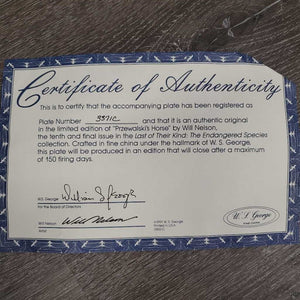 Certificate of Authenticity
This is to certify that the accompanying plate has been registered as
Plate Number 3371C and that it is an authentic original
in the limited edition of "Przewalski's Horse" by Will Nelson,
the tenth and final issue in the Last of Their Kind: The Endangered Species
collection. Crafted in fine china under the hallmark of W. S. George,
this plate will be produced in an edition that will close after a maximum
of 150 firing days.
W.S. George:
For the Board of Directors
Will Nelson: Will Nelson
Artist
Printed in U.S.A.
W. S. George